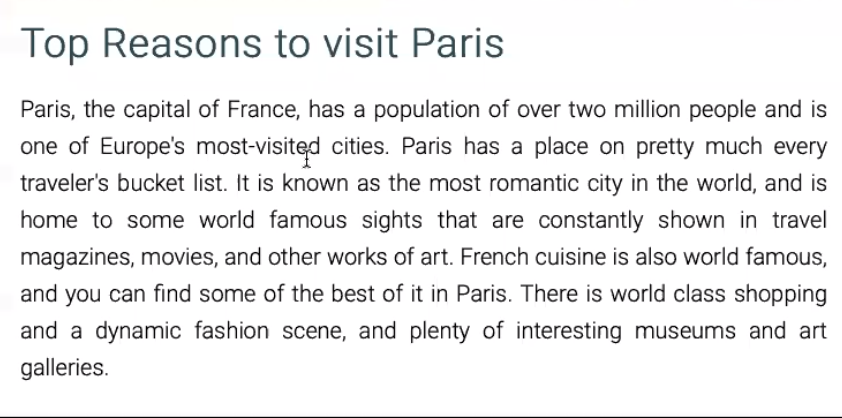 Top Reasons to visit Paris
Paris, the capital of France, has a population of over two million people and is
one of Europe's most-visited cities. Paris has a place on pretty much every
traveler's bucket list. It is known as the most romantic city in the world, and is
home to some world famous sights that are constantly shown in travel
magazines, movies, and other works of art. French cuisine is also world famous,
and you can find some of the best of it in Paris. There is world class shopping
and a dynamic fashion scene, and plenty of interesting museums and art
galleries.